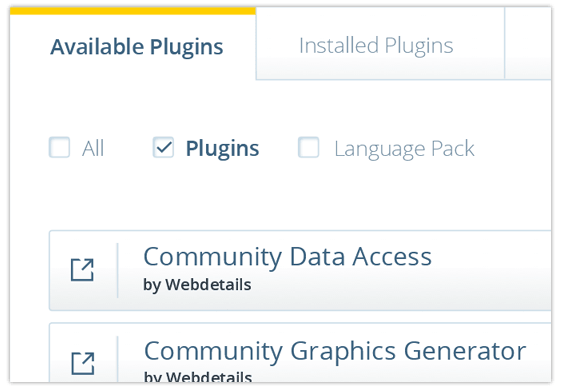 Available Plugins Installed Plugins
All Plugins Language Pack
Community Data Access
by Webdetails
Community Graphics Generator
by Webdetails